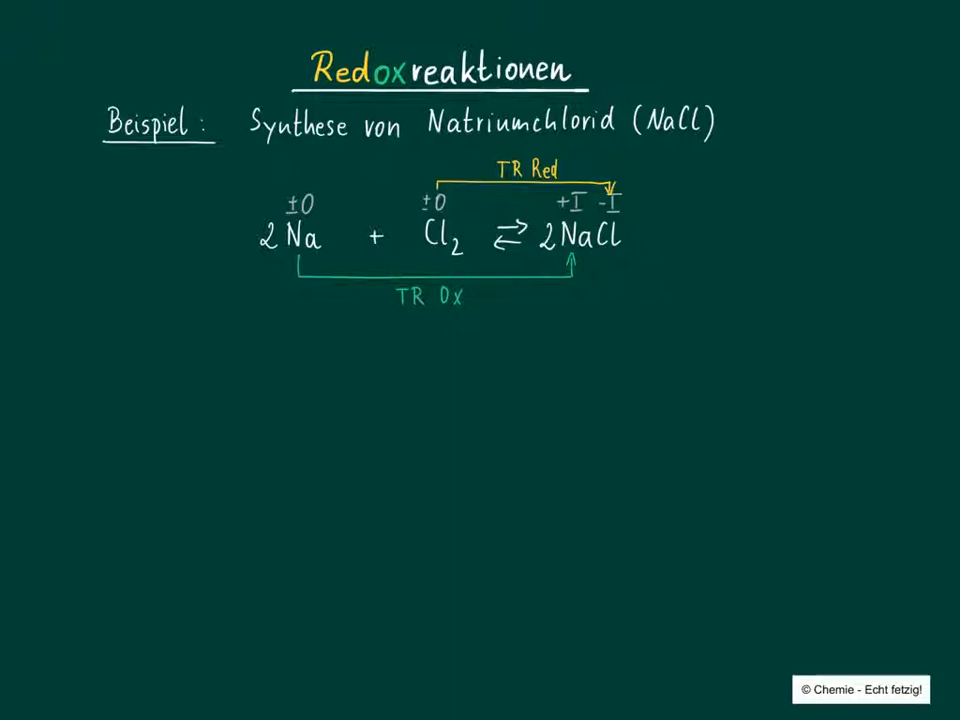 Redoxreaktionen
Beispiel: Synthese von Natriumchlorid (NaCl)
TR Red
±0 ±0 +I -I
2 Na + Cl₂ ⇌ 2 NaCl
TR Ox
© Chemie - Echt fetzig!